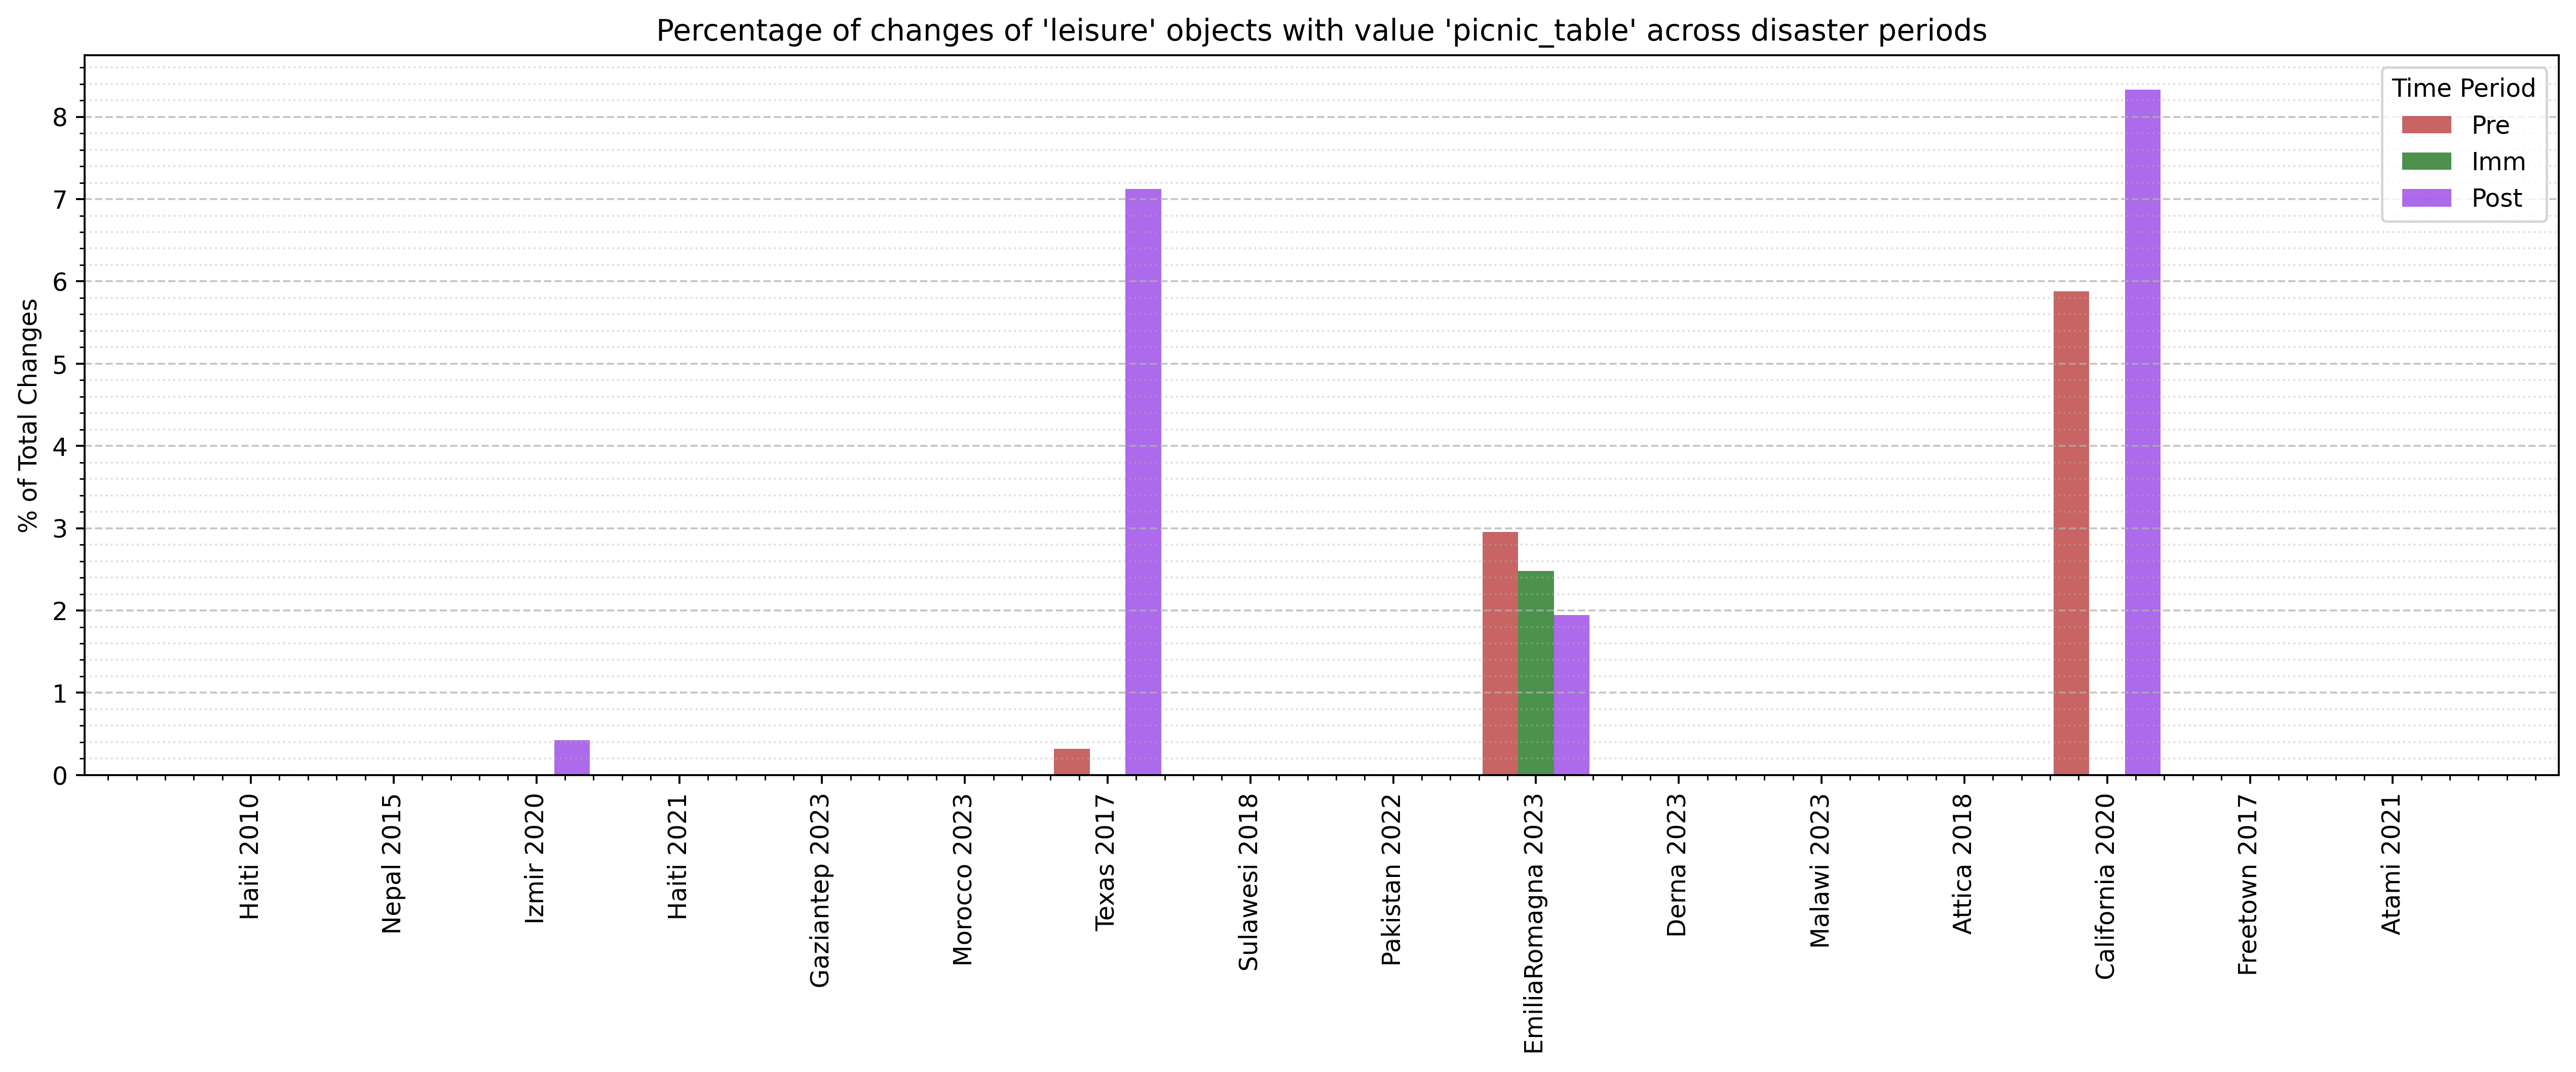 Percentage of changes of 'leisure' objects with value 'picnic_table' across disaster periods
% of Total Changes
8
7
6
5
4
3
2
1
0
Time Period
Pre
Imm
Post
Haiti 2010
Nepal 2015
Izmir 2020
Haiti 2021
Gaziantep 2023
Morocco 2023
Texas 2017
Sulawesi 2018
Pakistan 2022
EmiliaRomagna 2023
Derna 2023
Malawi 2023
Attica 2018
California 2020
Freetown 2017
Atami 2021